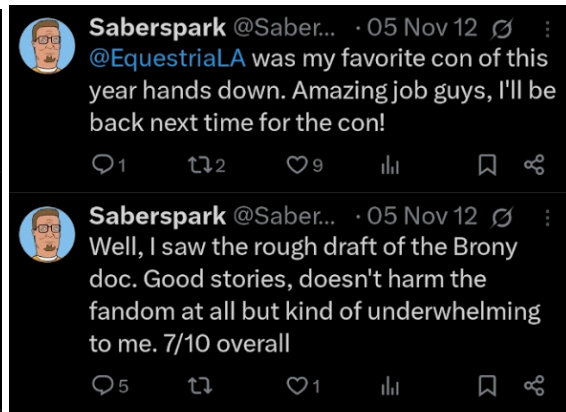 Saberspark @Saber... · 05 Nov 12
@EquestriaLA was my favorite con of this
year hands down. Amazing job guys, I'll be
back next time for the con!
1 2 9
Saberspark @Saber... · 05 Nov 12
Well, I saw the rough draft of the Brony
doc. Good stories, doesn't harm the
fandom at all but kind of underwhelming
to me. 7/10 overall
5 1